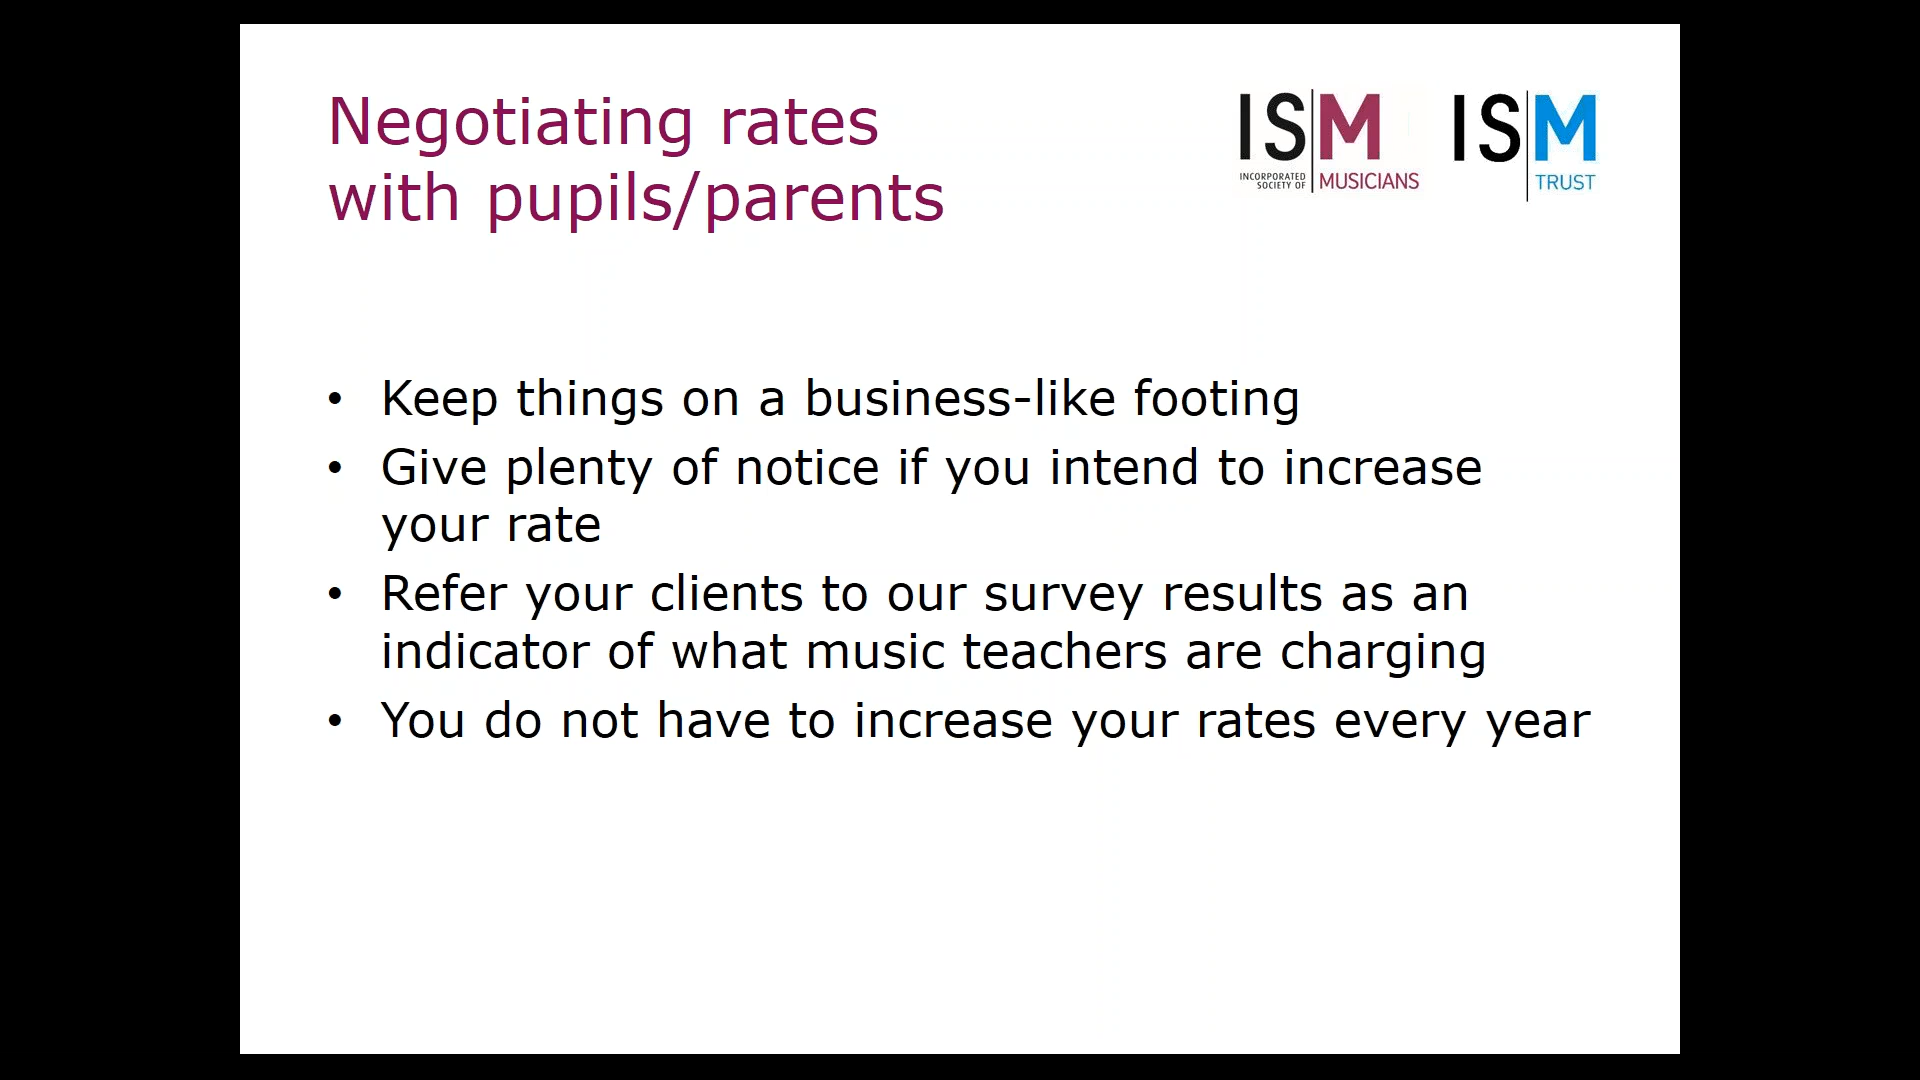 Negotiating rates
with pupils/parents
IS|M
INCORPORATED
SOCIETY OF
MUSICIANS
IS|M
TRUST
• Keep things on a business-like footing
• Give plenty of notice if you intend to increase
your rate
• Refer your clients to our survey results as an
indicator of what music teachers are charging
• You do not have to increase your rates every year